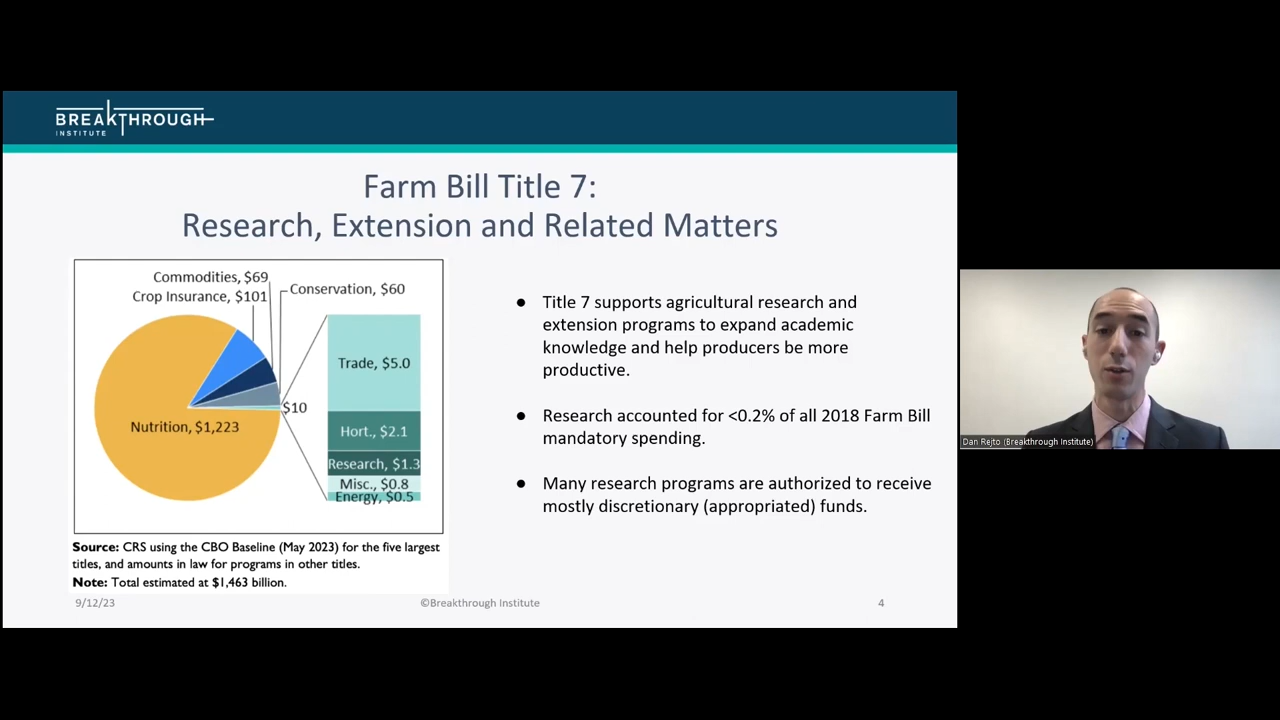 BREAKTHROUGH
INSTITUTE
Farm Bill Title 7:
Research, Extension and Related Matters
Commodities, $69
Crop Insurance, $101
Conservation, $60
Trade, $5.0
$10
Nutrition, $1,223
Hort., $2.1
Research, $1.3
Misc., $0.8
Energy, $0.5
Source: CRS using the CBO Baseline (May 2023) for the five largest
titles, and amounts in law for programs in other titles.
Note: Total estimated at $1,463 billion.
● Title 7 supports agricultural research and
extension programs to expand academic
knowledge and help producers be more
productive.
● Research accounted for <0.2% of all 2018 Farm Bill
mandatory spending.
● Many research programs are authorized to receive
mostly discretionary (appropriated) funds.
9/12/23
©Breakthrough Institute
4
Dan Rejto (Breakthrough Institute)